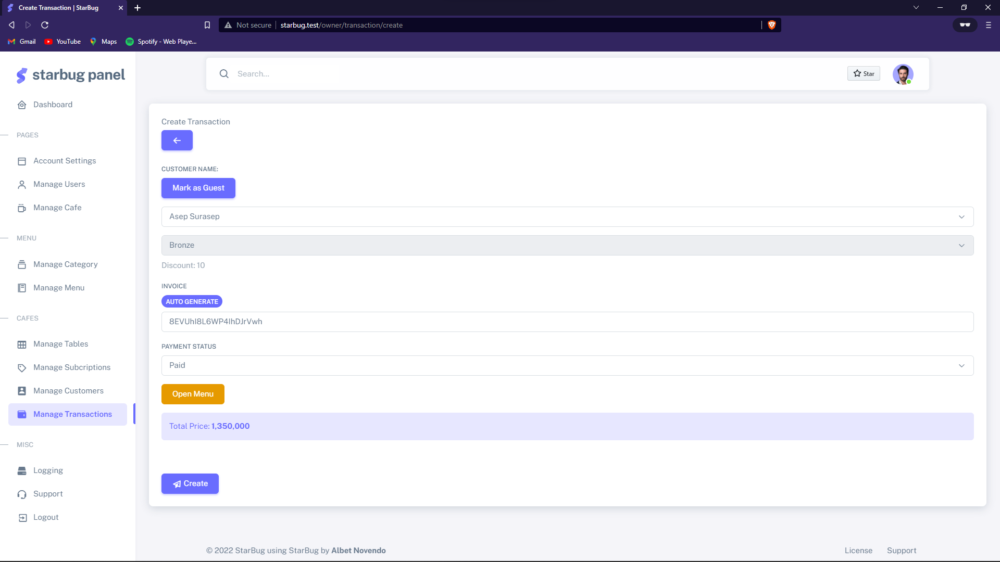 Create Transaction | StarBug
Not secure starbug.test/owner/transaction/create
Gmail YouTube Maps Spotify - Web Playe...
starbug panel
Search...
Star
Dashboard
PAGES
Account Settings
Manage Users
Manage Cafe
MENU
Manage Category
Manage Menu
CAFES
Manage Tables
Manage Subcriptions
Manage Customers
Manage Transactions
MISC
Logging
Support
Logout
Create Transaction
CUSTOMER NAME:
Mark as Guest
Asep Surasep
Bronze
Discount: 10
INVOICE
AUTO GENERATE
8EVUhI8L6WP4IhDJrVwh
PAYMENT STATUS
Paid
Open Menu
Total Price: 1,350,000
Create
© 2022 StarBug using StarBug by Albet Novendo
License Support